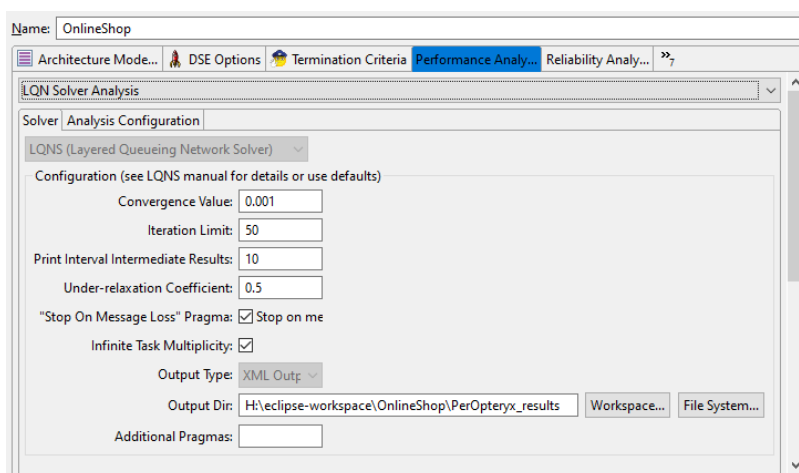 Name: OnlineShop
Architecture Mode... DSE Options Termination Criteria Performance Analy... Reliability Analy... »7
LQN Solver Analysis
Solver Analysis Configuration
LQNS (Layered Queueing Network Solver)
Configuration (see LQNS manual for details or use defaults)
Convergence Value: 0.001
Iteration Limit: 50
Print Interval Intermediate Results: 10
Under-relaxation Coefficient: 0.5
"Stop On Message Loss" Pragma: Stop on me
Infinite Task Multiplicity:
Output Type: XML Outp
Output Dir: H:\eclipse-workspace\OnlineShop\PerOpteryx_results Workspace... File System...
Additional Pragmas: